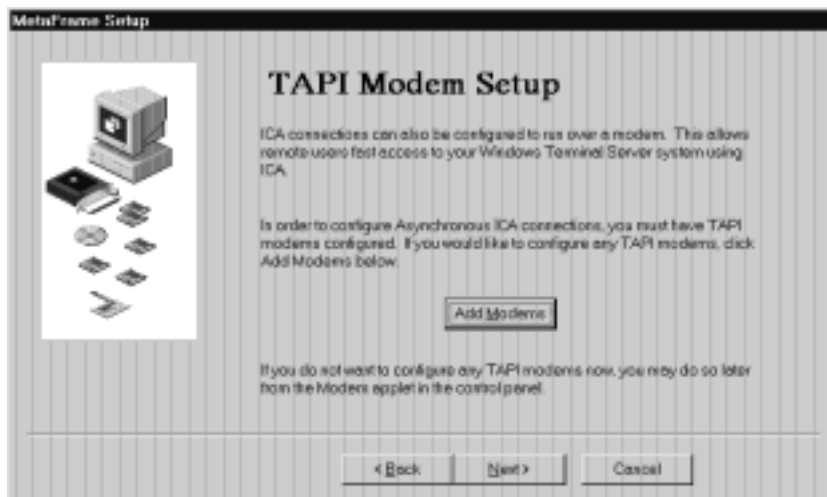 MetaFrame Setup
TAPI Modem Setup
ICA connections can also be configured to run over a modem. This allows
remote users fast access to your Windows Terminal Server system using
ICA.
In order to configure Asynchronous ICA connections, you must have TAPI
modems configured. If you would like to configure any TAPI modems, click
Add Modems below.
Add Modems
If you do not want to configure any TAPI modems now, you may do so later
from the Modem applet in the control panel.
< Back
Next >
Cancel